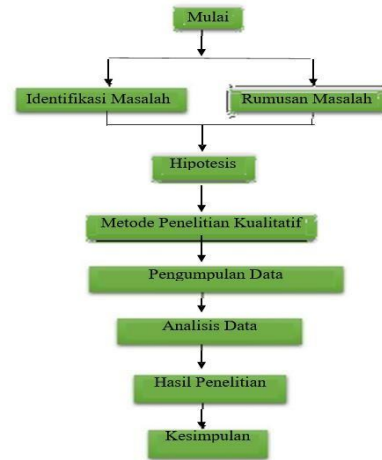 Mulai
Identifikasi Masalah
Rumusan Masalah
Hipotesis
Metode Penelitian Kualitatif
Pengumpulan Data
Analisis Data
Hasil Penelitian
Kesimpulan